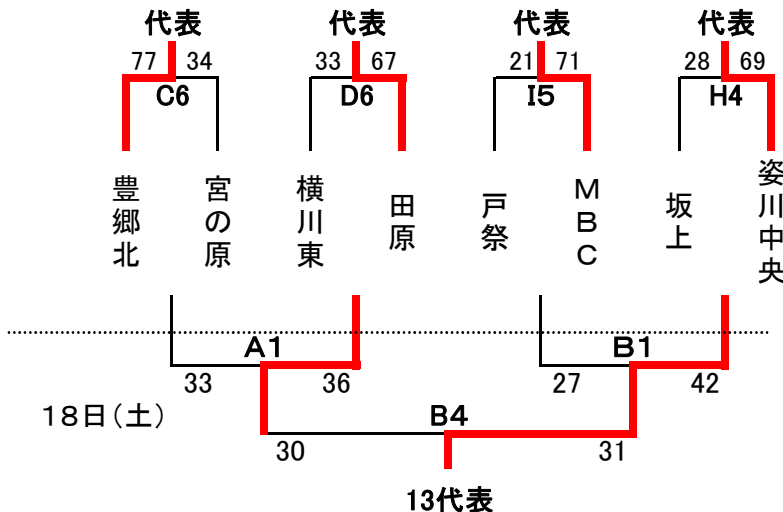 代表 代表 代表 代表
77 34 33 67 21 71 28 69
C6 D6 I5 H4
豊郷北
宮の原
横川東
田原
戸祭
MBC
坂上
姿川中央
A1 B1
33 36 27 42
18日(土)
B4
30 31
13代表